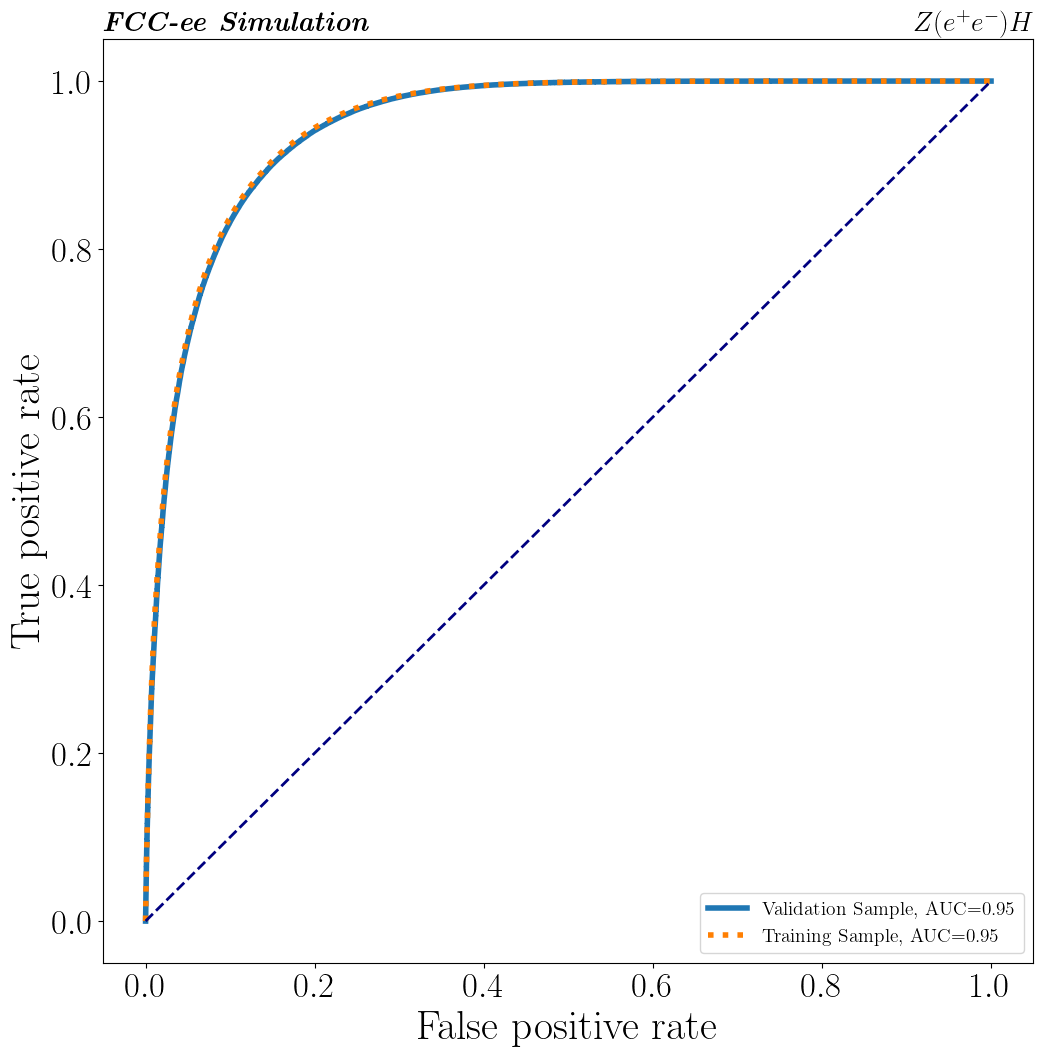 FCC-ee Simulation
Z(e⁺e⁻)H
True positive rate
1.0
0.8
0.6
0.4
0.2
0.0
Validation Sample, AUC=0.95
Training Sample, AUC=0.95
0.0 0.2 0.4 0.6 0.8 1.0
False positive rate